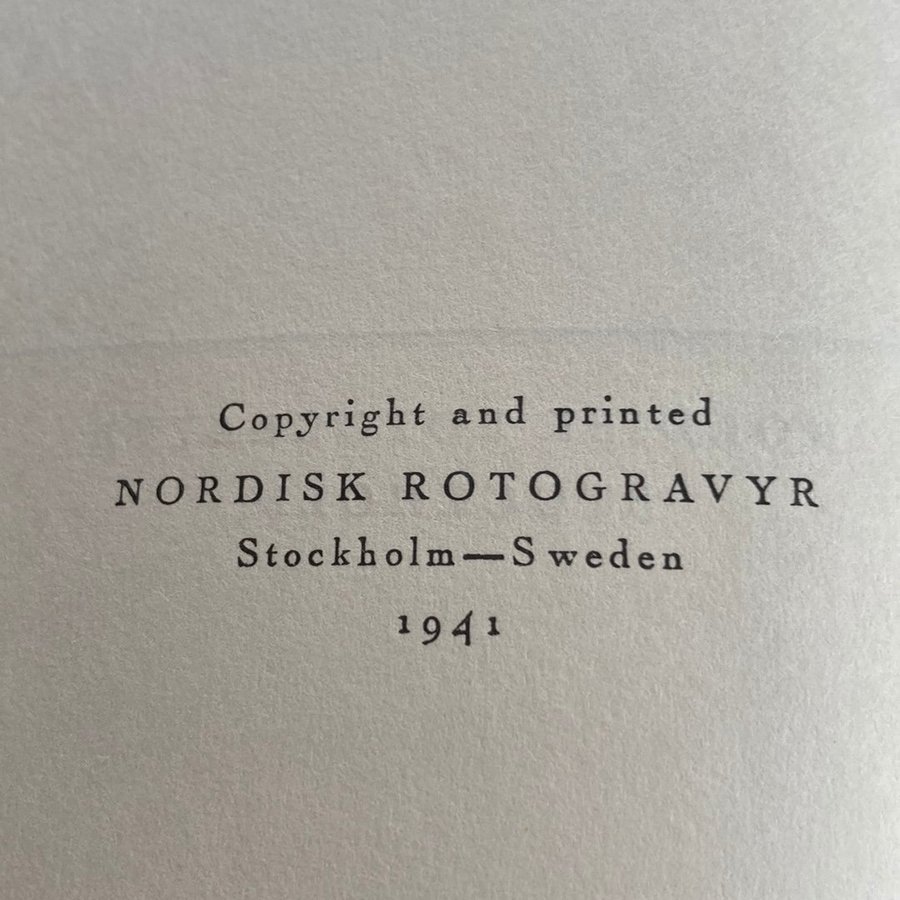 Copyright and printed
NORDISK ROTOGRAVYR
Stockholm—Sweden
1941